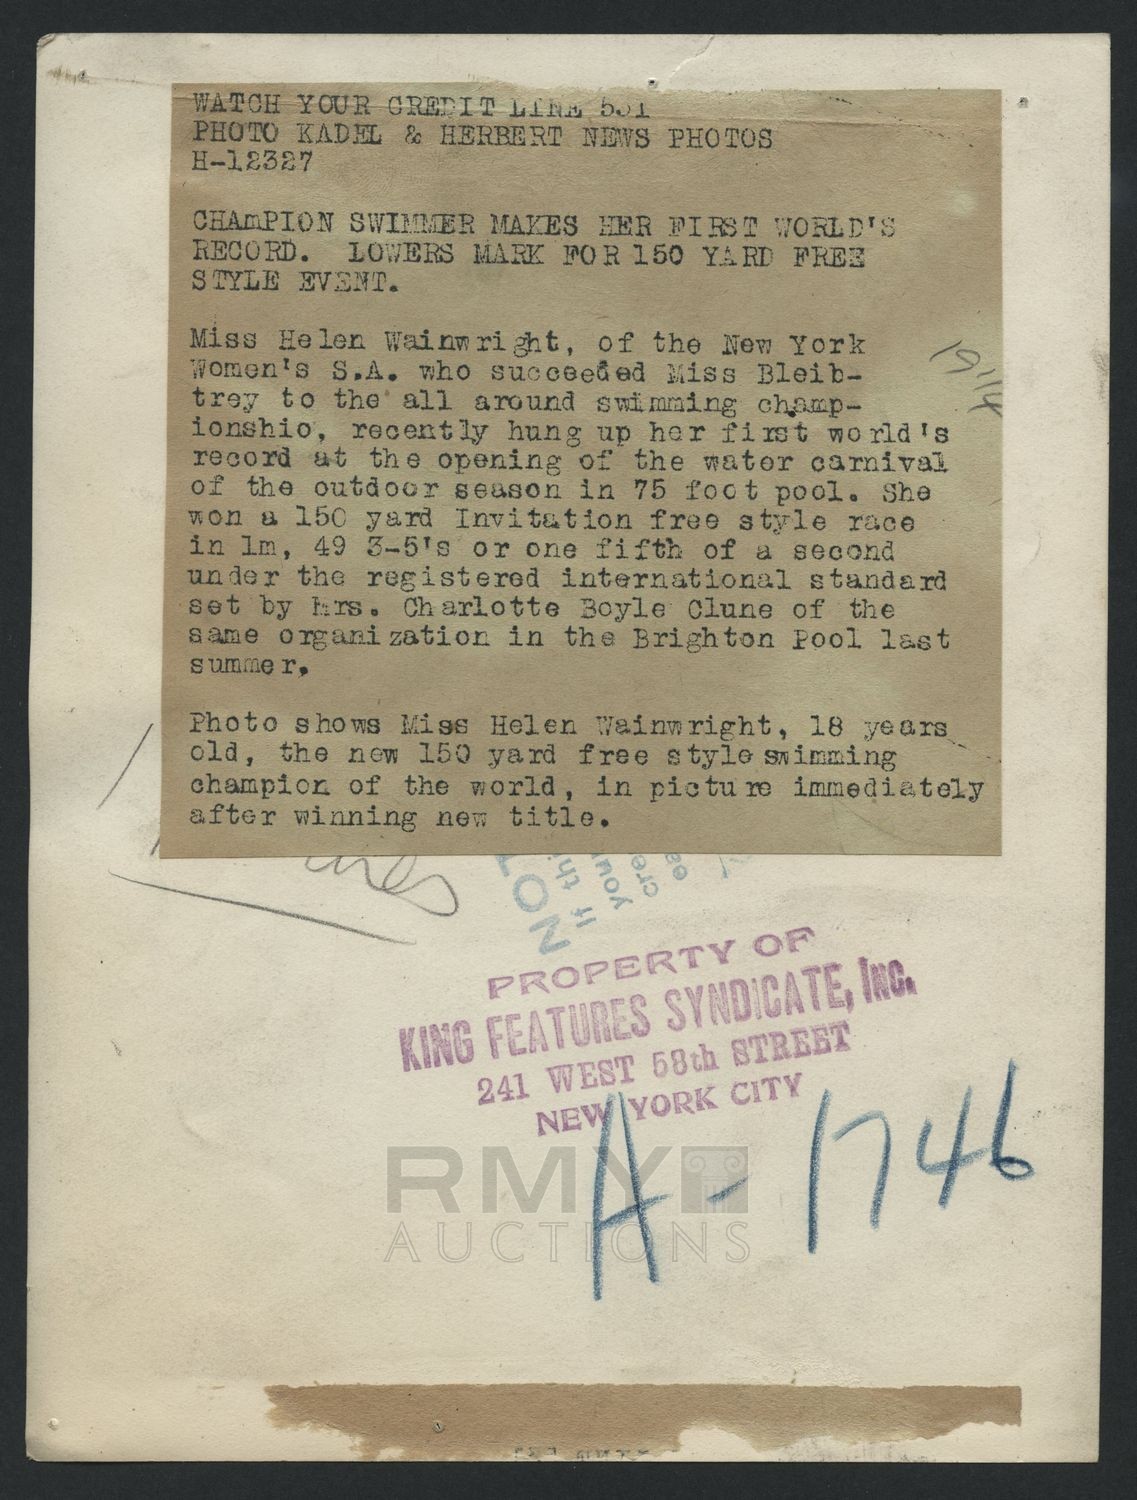 WATCH YOUR CREDIT LINE 551
PHOTO KADEL & HERBERT NEWS PHOTOS
H-12327
CHAmPION SWIMMER MAKES HER FIRST WORLD'S
RECORD. LOWERS MARK FOR 150 YARD FREE
STYLE EVENT.
Miss Helen Wainwright, of the New York
Women's S.A. who succeeded Miss Bleib-
trey to the all around swimming champ-
ionshio, recently hung up her first world's
record at the opening of the water carnival
of the outdoor season in 75 foot pool. She
won a 150 yard Invitation free style race
in 1m, 49 3-5's or one fifth of a second
under the registered international standard
set by Mrs. Charlotte Boyle Clune of the
same organization in the Brighton Pool last
summer.
Photo shows Miss Helen Wainwright, 18 years
old, the new 150 yard free style swimming
champion of the world, in picture immediately
after winning new title.
PROPERTY OF
KING FEATURES SYNDICATE, INC.
241 WEST 58th STREET
NEW YORK CITY
A-1746
RMY
AUCTIONS